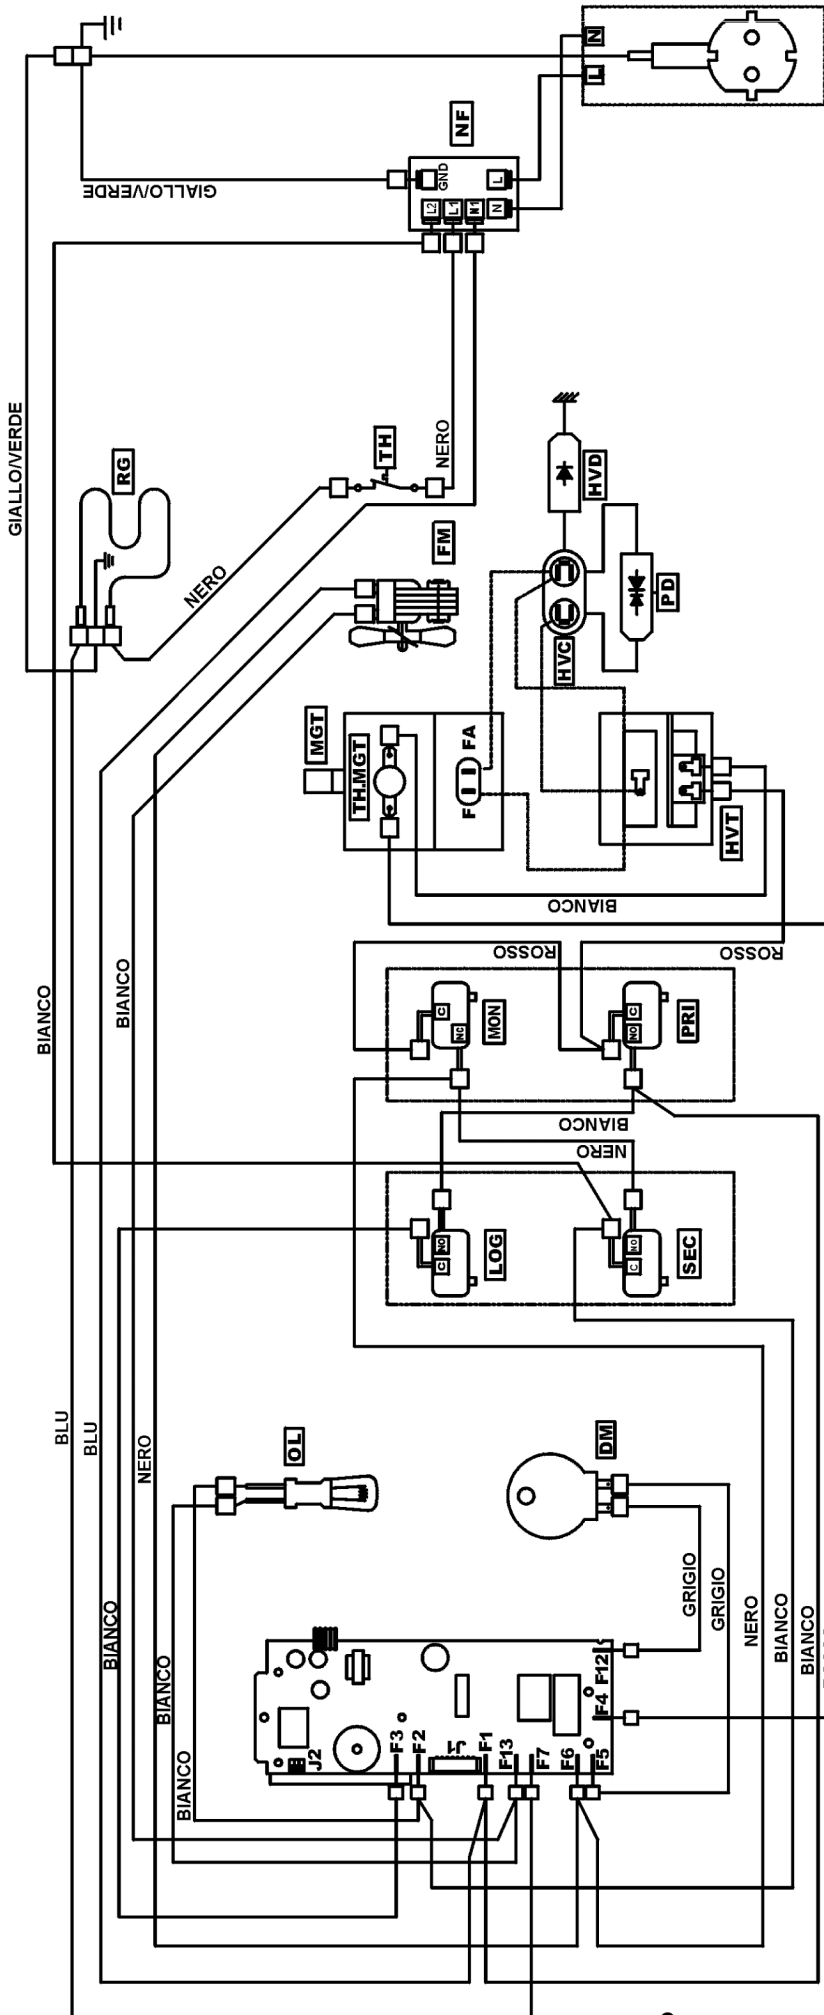 N
L
NF
GND
L
L2
L1
N1
N
GIALLO/VERDE
GIALLO/VERDE
RG
TH
NERO
NERO
FM
HVD
HVC
PD
MGT
TH.MGT
FA
F
HVT
BIANCO
BIANCO
BIANCO
ROSSO
ROSSO
C
NC
MON
C
NO
PRI
BIANCO
NERO
NO
C
LOG
NO
C
SEC
BLU
BLU
NERO
OL
DM
BIANCO
BIANCO
BIANCO
GRIGIO
GRIGIO
NERO
BIANCO
BIANCO
J2
F3
F2
F1
F13
F7
F6
F5
F4
F12